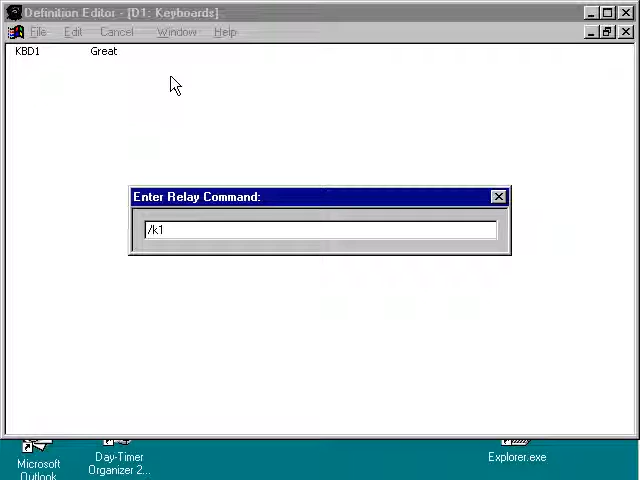 Definition Editor - [D1: Keyboards]
File Edit Cancel Window Help
KBD1 Great
Enter Relay Command:
/k1
Microsoft
Outlook
Day-Timer
Organizer 2...
Explorer.exe